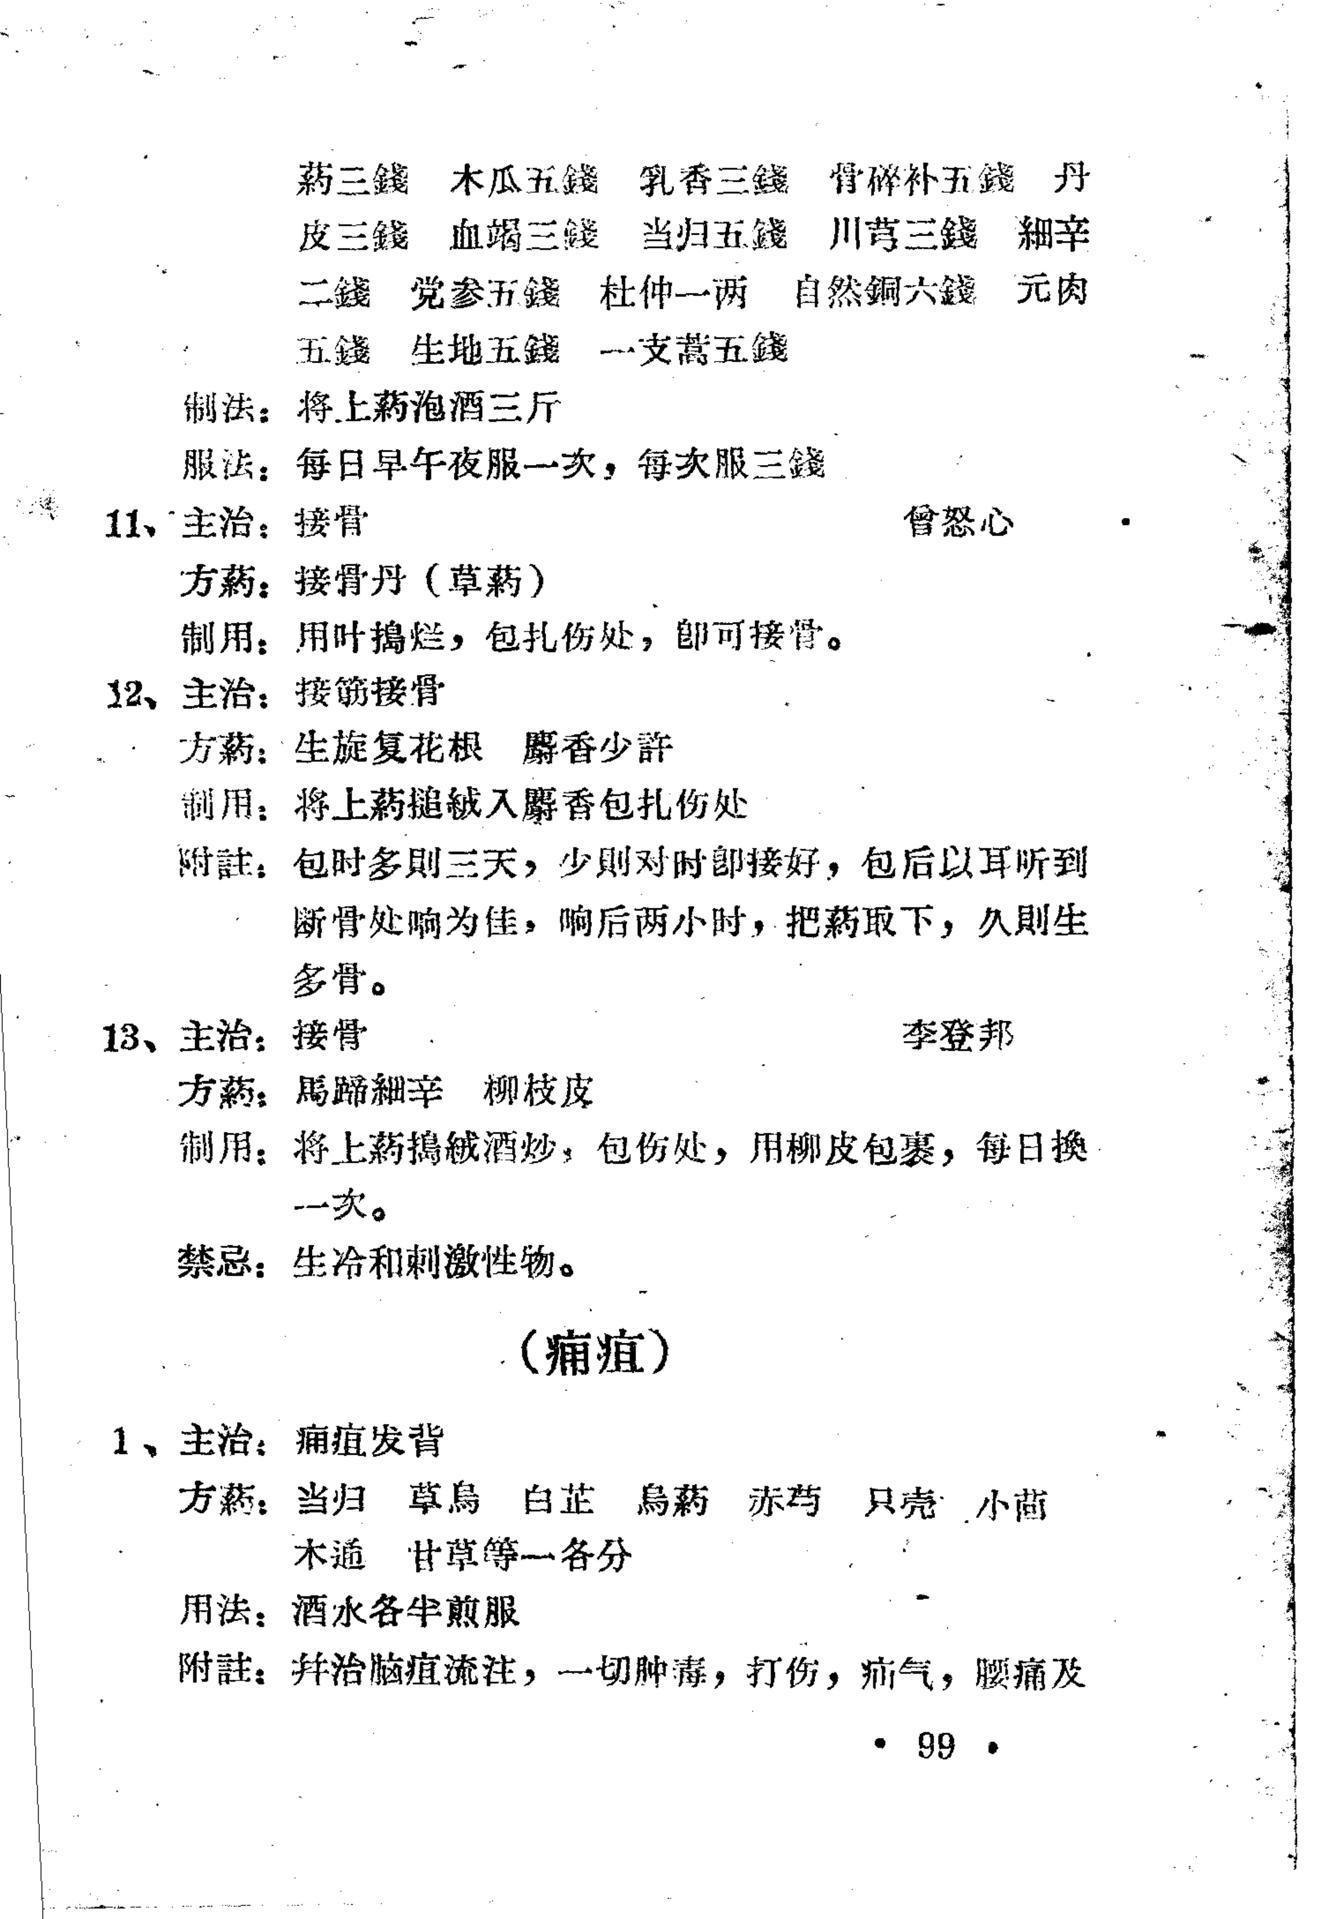 药三錢　木瓜五錢　乳香三錢　骨碎补五錢　丹
皮三錢　血竭三錢　当归五錢　川芎三錢　細辛
二錢　党参五錢　杜仲一两　自然銅六錢　元肉
五錢　生地五錢　一支蒿五錢
制法：将上葯泡酒三斤
服法：每日早午夜服一次，每次服三錢
11、主治：接骨　曾怒心
方葯：接骨丹（草葯）
制用：用叶搗烂，包扎伤处，卽可接骨。
12、主治：接筋接骨
方葯：生旋复花根　麝香少許
制用：将上葯搥絨入麝香包扎伤处
附註：包时多則三天，少則对时卽接好，包后以耳听到
断骨处响为佳，响后两小时，把葯取下，久則生
多骨。
13、主治：接骨　李登邦
方葯：馬蹄細辛　柳枝皮
制用：将上葯搗絨酒炒，包伤处，用柳皮包裹，每日換
一次。
禁忌：生冷和刺激性物。
（痈疽）
1、主治：痈疽发背
方葯：当归　草烏　白芷　烏葯　赤芍　只壳　小茴
木通　甘草等一各分
用法：酒水各半煎服
附註：幷治脑疽流注，一切肿毒，打伤，疝气，腰痛及
• 99 •